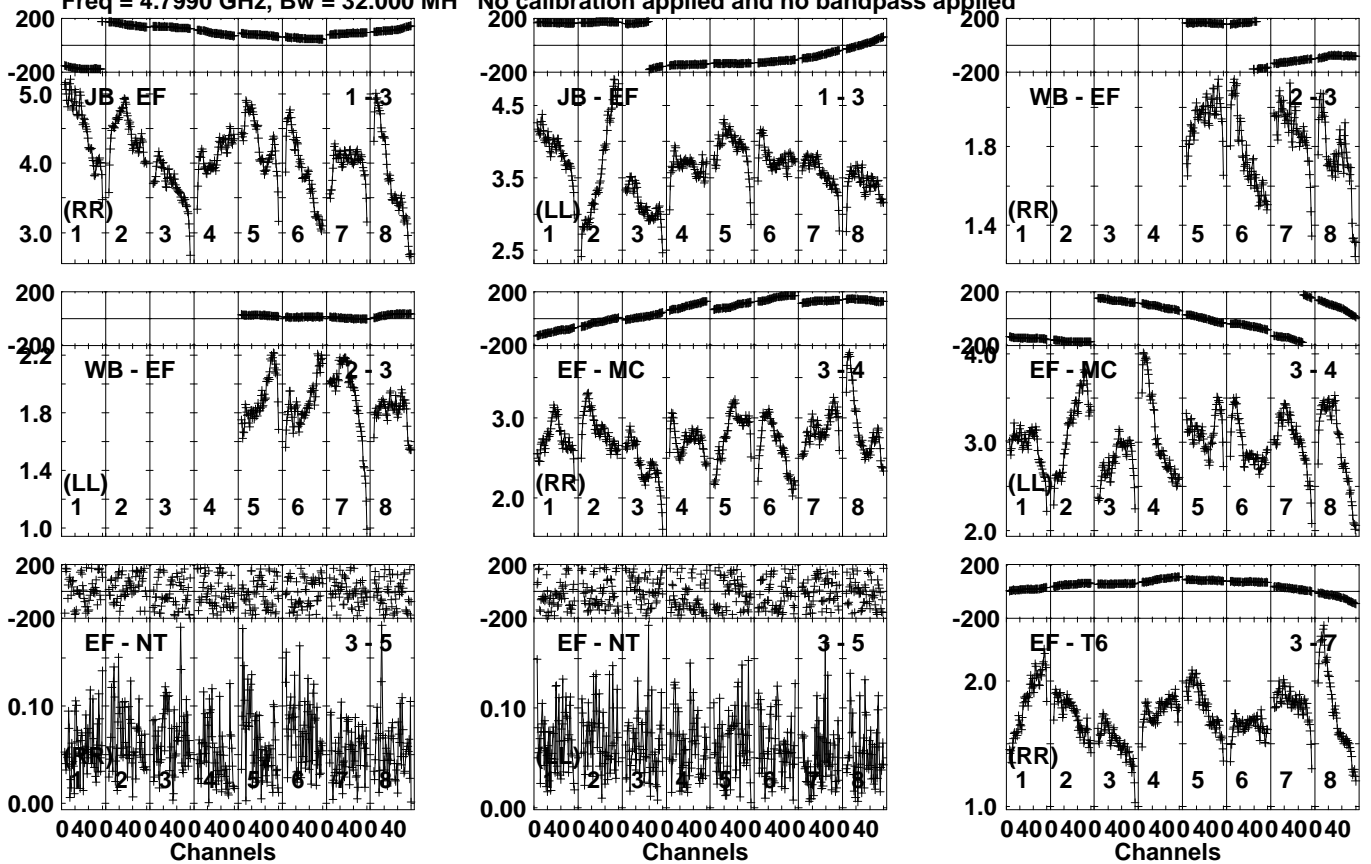 Freq = 4.7990 GHz, Bw = 32.000 MH No calibration applied and no bandpass applied
200
-200
JB - EF
1 - 3
5.0
4.0
3.0
(RR)
1 2 3 4 5 6 7 8
JB - EF
1 - 3
200
-200
4.5
3.5
2.5
(LL)
1 2 3 4 5 6 7 8
WB - EF
2 - 3
200
-200
1.8
1.4
(RR)
1 2 3 4 5 6 7 8
200
-200
WB - EF
2 - 3
2.2
1.8
1.4
1.0
(LL)
1 2 3 4 5 6 7 8
200
-200
EF - MC
3 - 4
3.0
2.0
(RR)
1 2 3 4 5 6 7 8
200
-200
EF - MC
3 - 4
4.0
3.0
2.0
(LL)
1 2 3 4 5 6 7 8
200
-200
EF - NT
3 - 5
0.10
0.00
(RR)
1 2 3 4 5 6 7 8
0 40 0 40 0 40 0 40 0 40 0 40 0 40 0 40
Channels
200
-200
EF - NT
3 - 5
0.10
0.00
(LL)
1 2 3 4 5 6 7 8
0 40 0 40 0 40 0 40 0 40 0 40 0 40 0 40
Channels
200
-200
EF - T6
3 - 7
2.0
1.0
(RR)
1 2 3 4 5 6 7 8
0 40 0 40 0 40 0 40 0 40 0 40 0 40 0 40
Channels